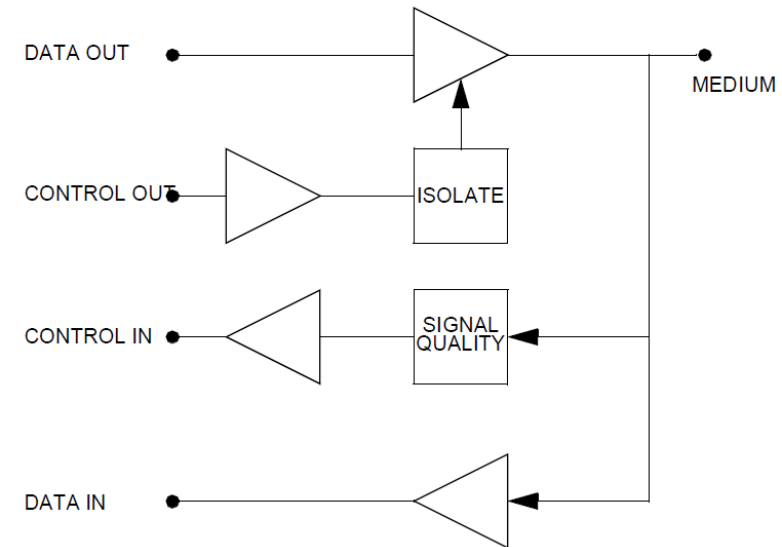 DATA OUT
MEDIUM
CONTROL OUT
ISOLATE
CONTROL IN
SIGNAL
QUALITY
DATA IN